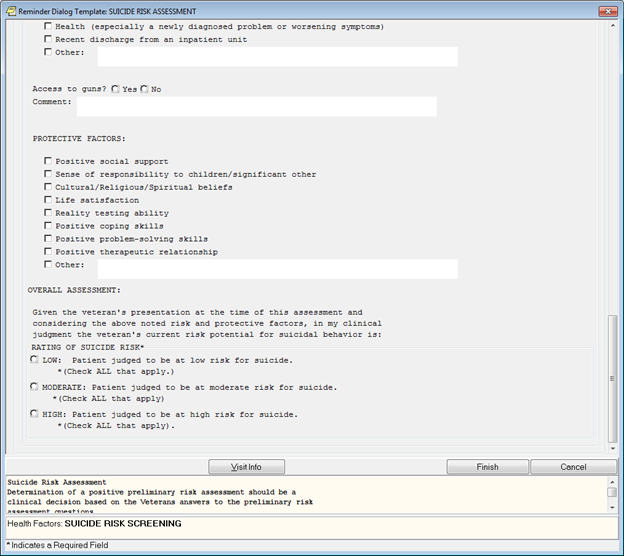 Reminder Dialog Template: SUICIDE RISK ASSESSMENT
Health (especially a newly diagnosed problem or worsening symptoms)
Recent discharge from an inpatient unit
Other:
Access to guns? Yes No
Comment:
PROTECTIVE FACTORS:
Positive social support
Sense of responsibility to children/significant other
Cultural/Religious/Spiritual beliefs
Life satisfaction
Reality testing ability
Positive coping skills
Positive problem-solving skills
Positive therapeutic relationship
Other:
OVERALL ASSESSMENT:
Given the veteran's presentation at the time of this assessment and
considering the above noted risk and protective factors, in my clinical
judgment the veteran's current risk potential for suicidal behavior is:
RATING OF SUICIDE RISK*
LOW: Patient judged to be at low risk for suicide.
*(Check ALL that apply.)
MODERATE: Patient judged to be at moderate risk for suicide.
*(Check ALL that apply)
HIGH: Patient judged to be at high risk for suicide.
*(Check ALL that apply).
Visit Info Finish Cancel
Suicide Risk Assessment
Determination of a positive preliminary risk assessment should be a
clinical decision based on the Veterans answers to the preliminary risk
assessment questions
Health Factors: SUICIDE RISK SCREENING
* Indicates a Required Field